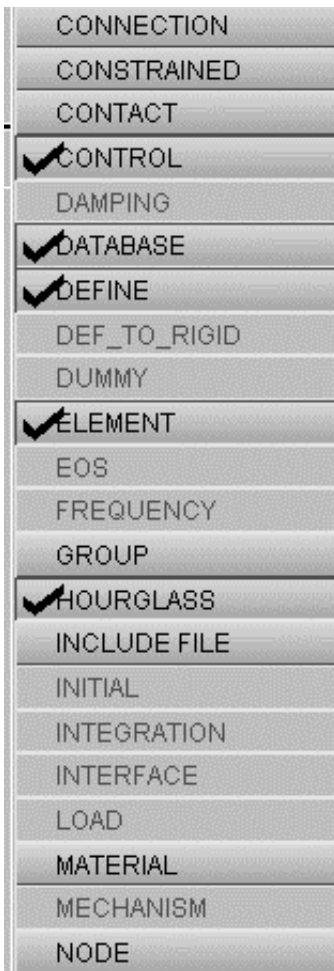 CONNECTION
CONSTRAINED
CONTACT
CONTROL
DAMPING
DATABASE
DEFINE
DEF_TO_RIGID
DUMMY
ELEMENT
EOS
FREQUENCY
GROUP
HOURGLASS
INCLUDE FILE
INITIAL
INTEGRATION
INTERFACE
LOAD
MATERIAL
MECHANISM
NODE